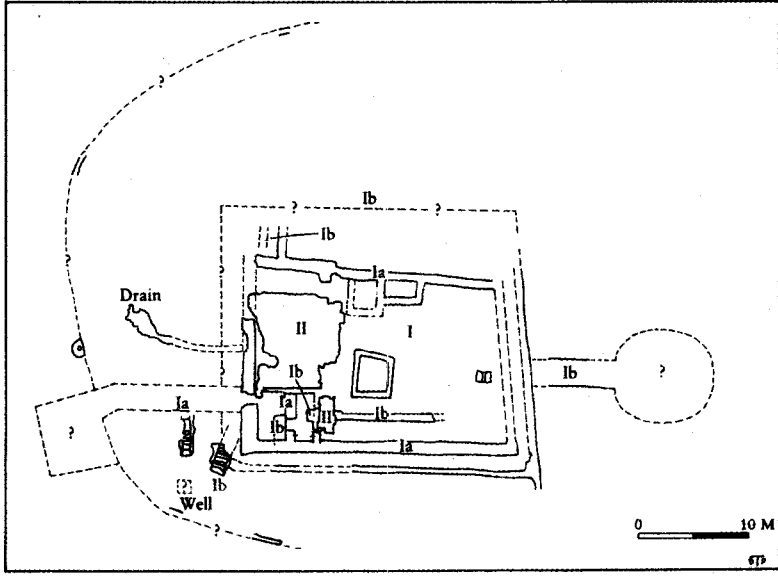 ?
Ib
? ?
Ib
Ia
Drain
II I
Ib Ib ?
Ia
Ia II Ib
? Ib Ia
Ib
?
Well
?
0 10 M